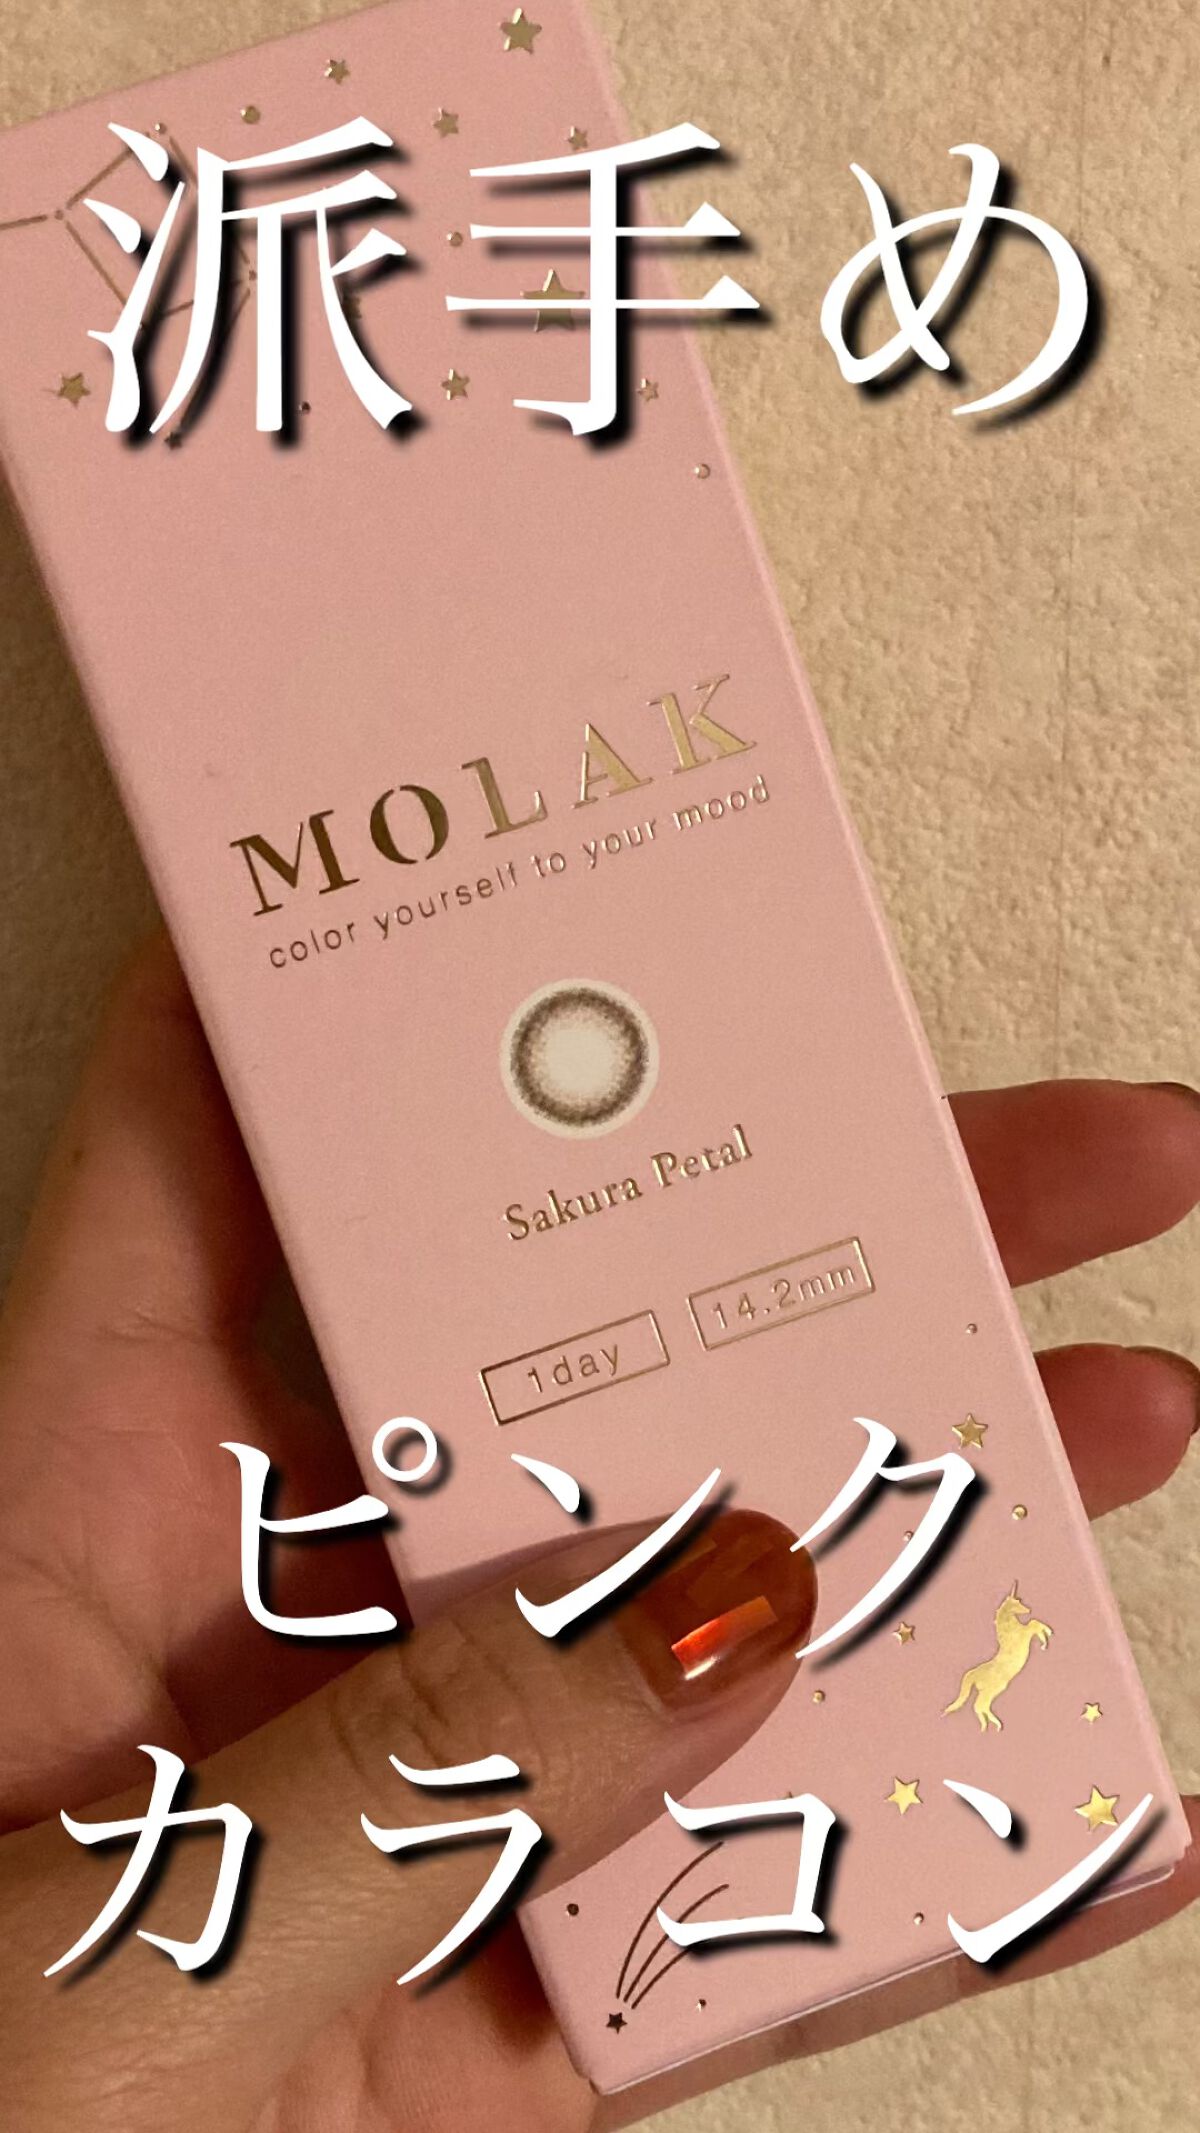 派手め
MOLAK
color yourself to your mood
Sakura Petal
1day 14.2mm
ピンク
カラコン